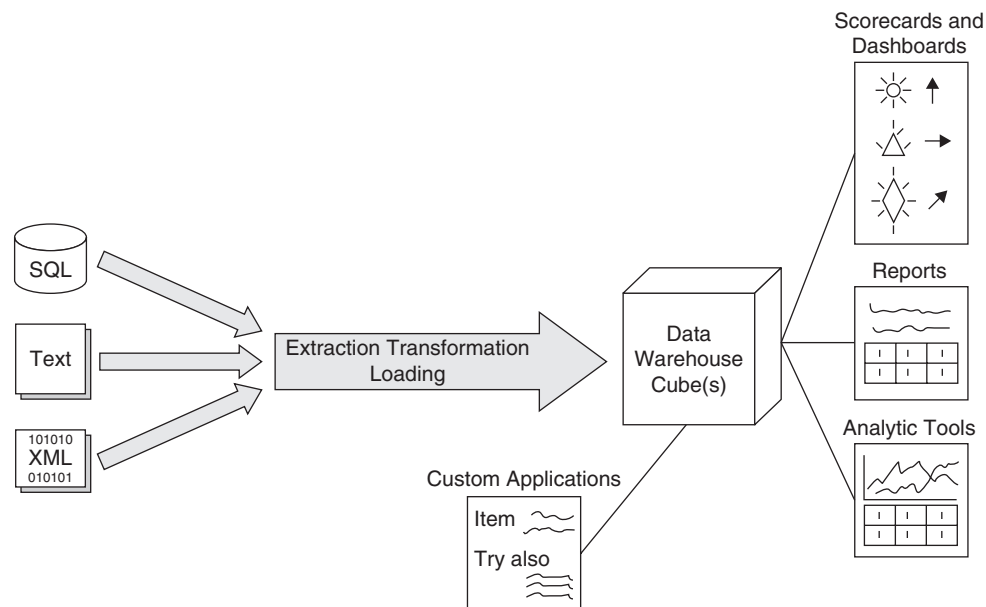 Scorecards and
Dashboards
SQL
Text
101010
XML
010101
Extraction Transformation
Loading
Data
Warehouse
Cube(s)
Reports
Analytic Tools
Custom Applications
Item
Try also